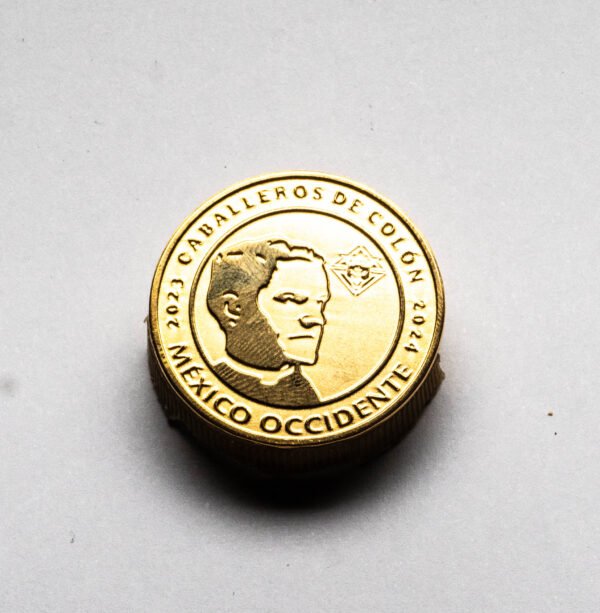 2023 CABALLEROS DE COLÓN 2024
MÉXICO OCCIDENTE